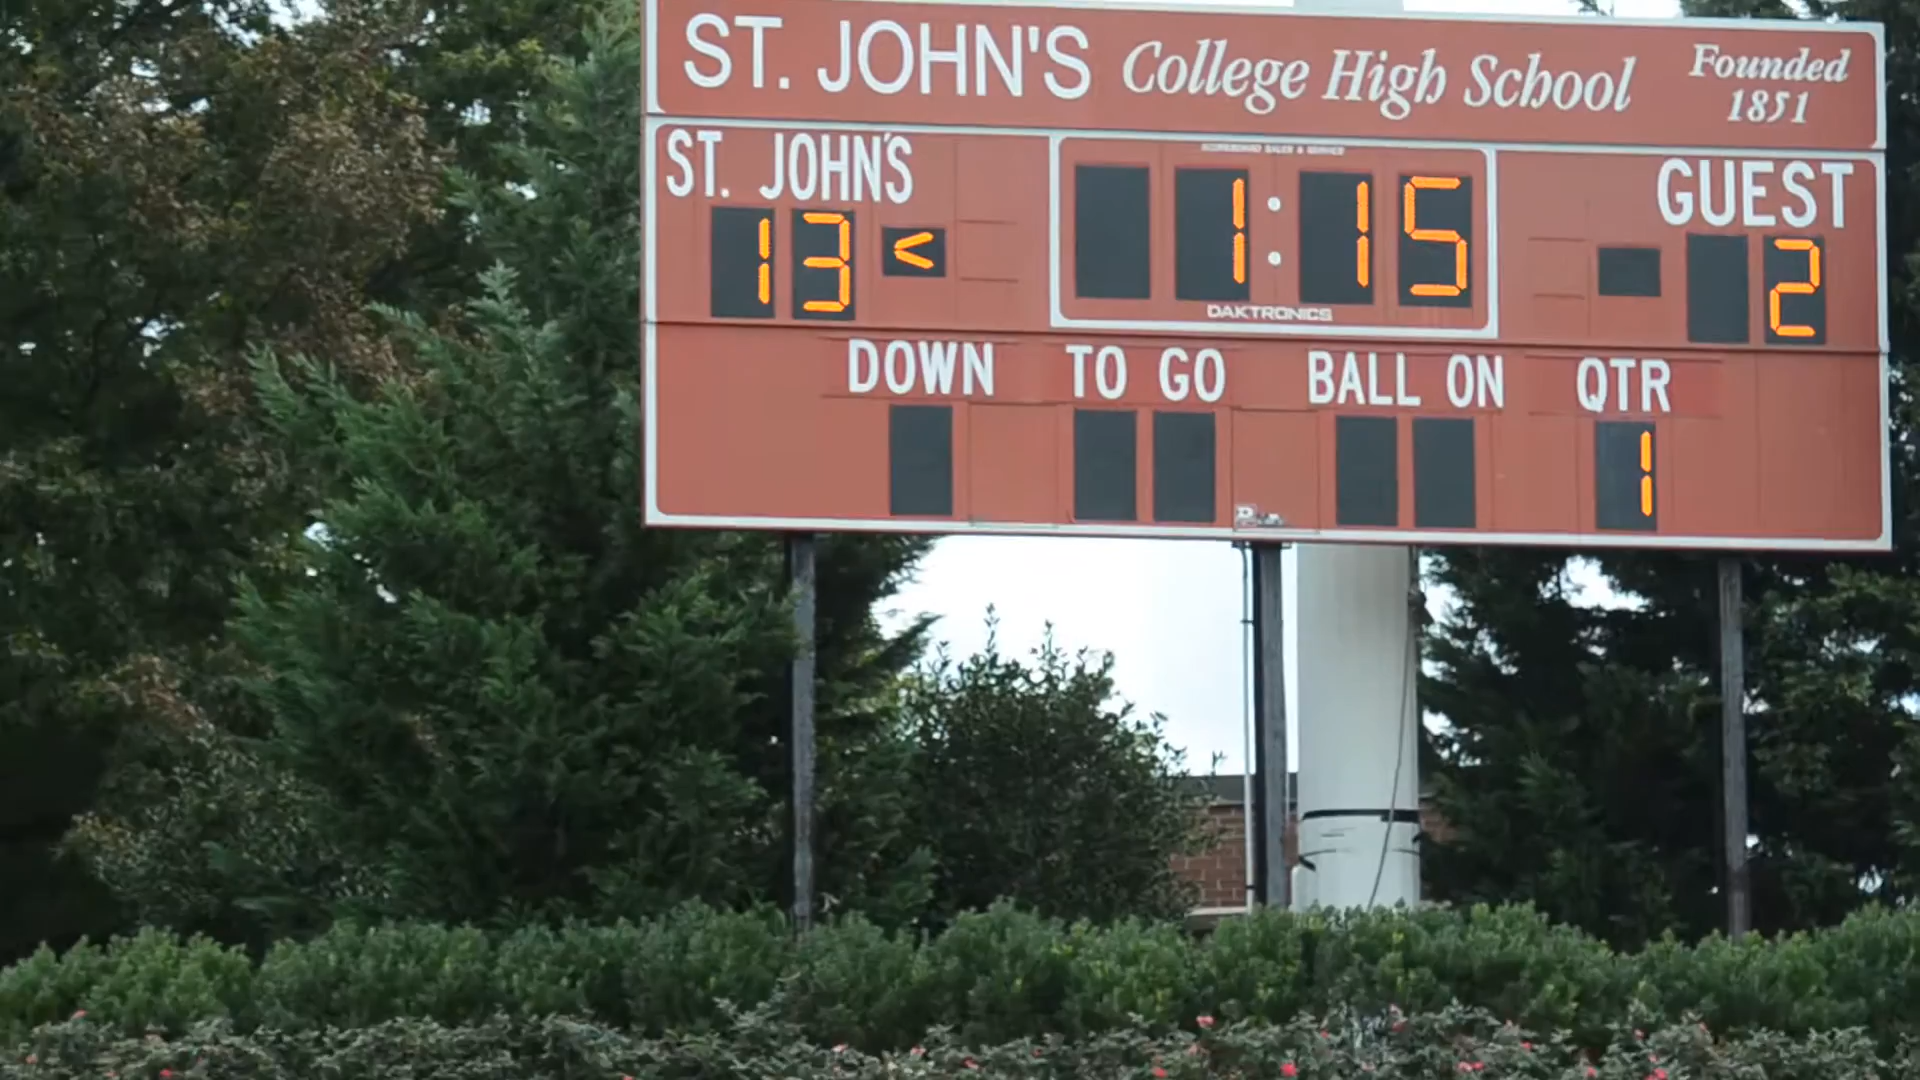 ST. JOHN'S College High School Founded 1851
ST. JOHN'S
GUEST
13 < 1:15 2
DAKTRONICS
DOWN TO GO BALL ON QTR
1